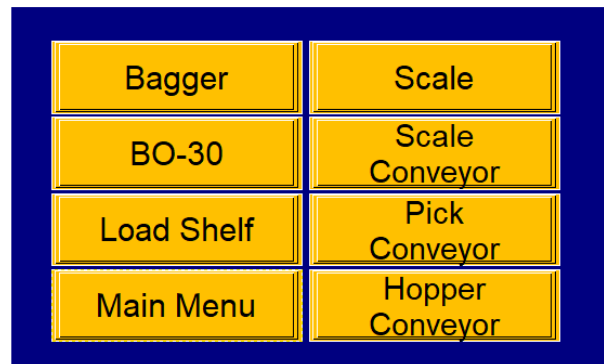 Bagger
Scale
BO-30
Scale
Conveyor
Load Shelf
Pick
Conveyor
Main Menu
Hopper
Conveyor